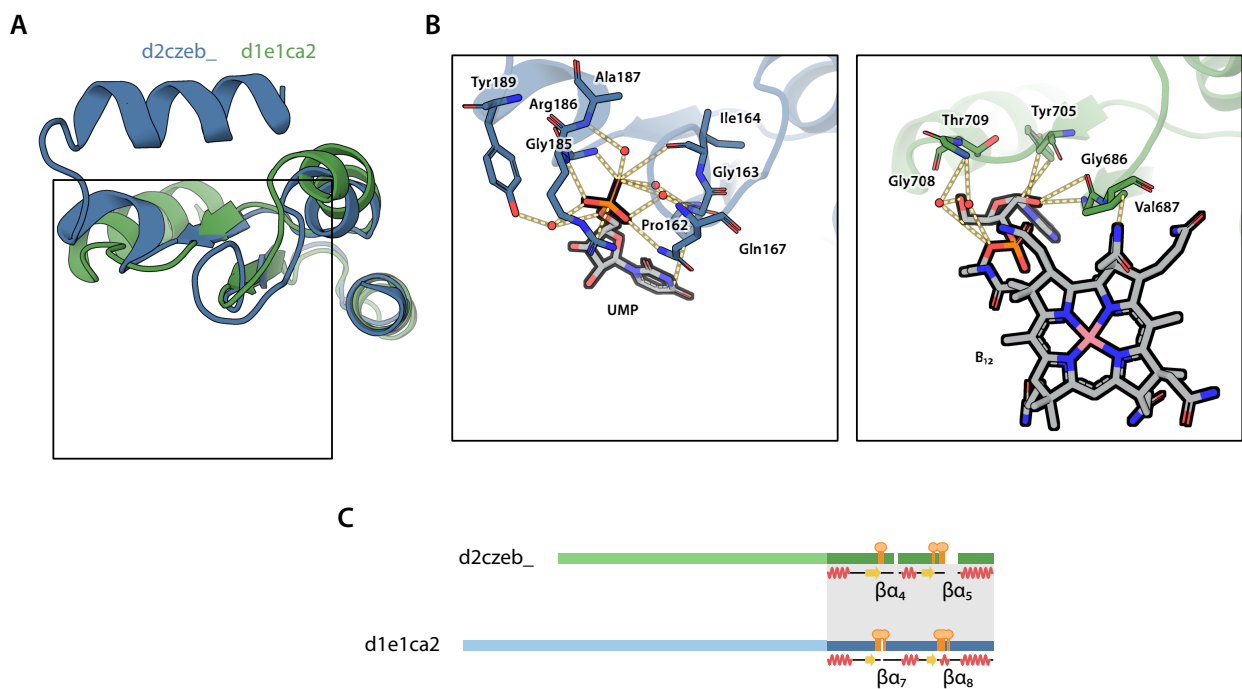 A
d2czeb_ d1e1ca2
B
Tyr189
Ala187
Arg186
Gly185
Ile164
Gly163
Pro162
Gln167
UMP
Thr709
Tyr705
Gly708
Gly686
Val687
B₁₂
C
d2czeb_
βα₄ βα₅
d1e1ca2
βα₇ βα₈